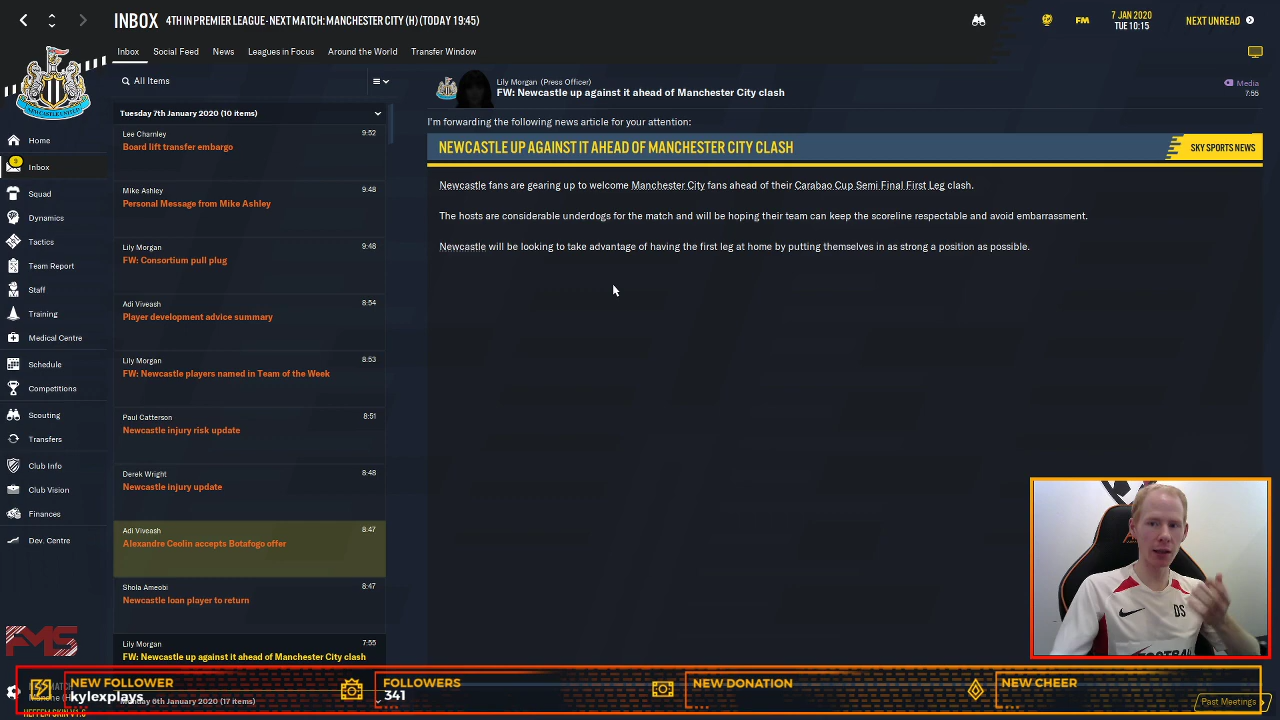 INBOX
4TH IN PREMIER LEAGUE - NEXT MATCH: MANCHESTER CITY (H) (TODAY 19:45)
FM
7 JAN 2020
TUE 10:15
NEXT UNREAD
Inbox Social Feed News Leagues in Focus Around the World Transfer Window
NEWCASTLE UNITED
Home
9
Inbox
Squad
Dynamics
Tactics
Team Report
Staff
Training
Medical Centre
Schedule
Competitions
Scouting
Transfers
Club Info
Club Vision
Finances
Dev. Centre
FMS
All Items
Tuesday 7th January 2020 (10 items)
Lee Charnley 9:52
Board lift transfer embargo
Mike Ashley 9:48
Personal Message from Mike Ashley
Lily Morgan 9:48
FW: Consortium pull plug
Adi Viveash 8:54
Player development advice summary
Lily Morgan 8:53
FW: Newcastle players named in Team of the Week
Paul Catterson 8:51
Newcastle injury risk update
Derek Wright 8:48
Newcastle injury update
Adi Viveash 8:47
Alexandre Ceolin accepts Botafogo offer
Shola Ameobi 8:47
Newcastle loan player to return
Lily Morgan 7:55
FW: Newcastle up against it ahead of Manchester City clash
Monday 6th January 2020 (17 items)
Lily Morgan (Press Officer)
FW: Newcastle up against it ahead of Manchester City clash
Media
7:55
I'm forwarding the following news article for your attention:
NEWCASTLE UP AGAINST IT AHEAD OF MANCHESTER CITY CLASH
SKY SPORTS NEWS
Newcastle fans are gearing up to welcome Manchester City fans ahead of their Carabao Cup Semi Final First Leg clash.
The hosts are considerable underdogs for the match and will be hoping their team can keep the scoreline respectable and avoid embarrassment.
Newcastle will be looking to take advantage of having the first leg at home by putting themselves in as strong a position as possible.
DS
NEW FOLLOWER
kylexplays
FOLLOWERS
341
NEW DONATION
NEW CHEER
Past Meetings